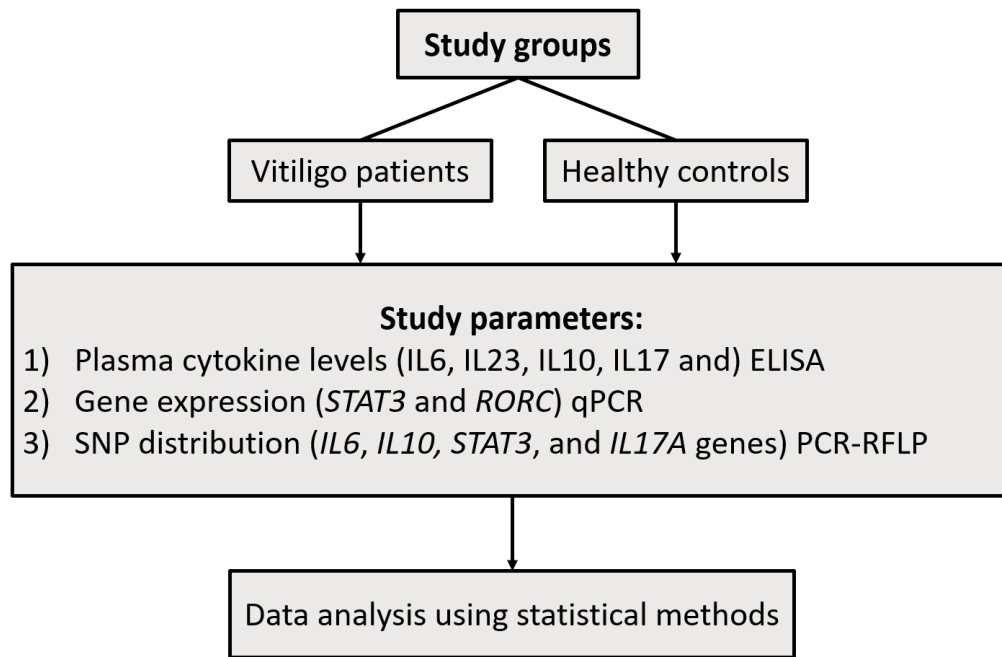 Study groups
Vitiligo patients
Healthy controls
Study parameters:
1) Plasma cytokine levels (IL6, IL23, IL10, IL17 and) ELISA
2) Gene expression (STAT3 and RORC) qPCR
3) SNP distribution (IL6, IL10, STAT3, and IL17A genes) PCR-RFLP
Data analysis using statistical methods